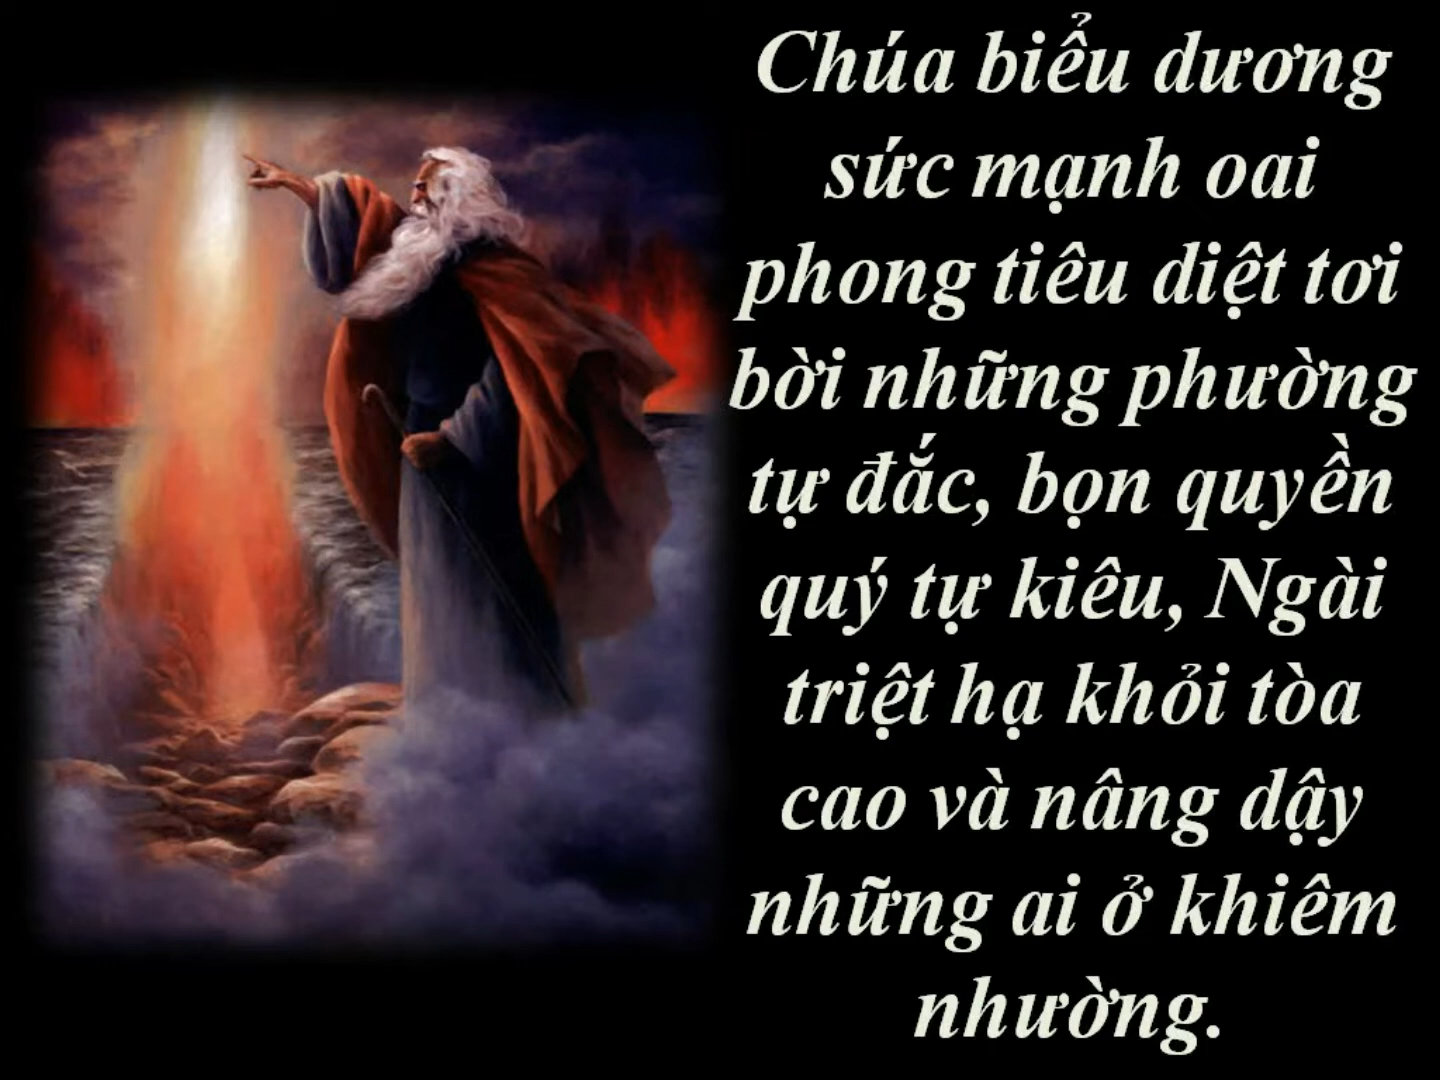 Chúa biểu dương
sức mạnh oai
phong tiêu diệt tơi
bời những phường
tự đắc, bọn quyền
quý tự kiêu, Ngài
triệt hạ khỏi tòa
cao và nâng dậy
những ai ở khiêm
nhường.